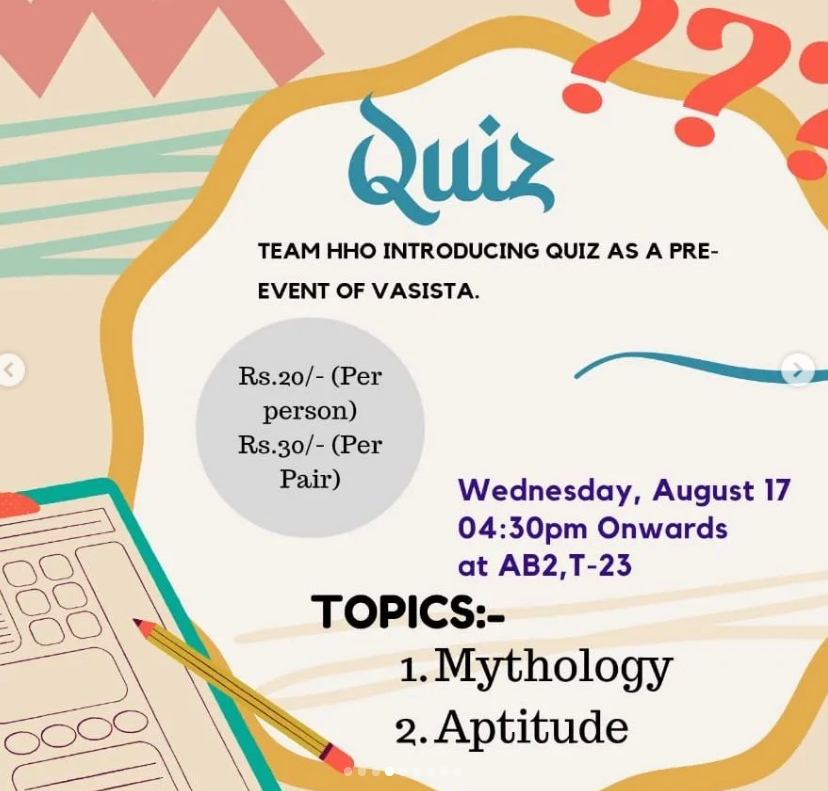 Quiz
TEAM HHO INTRODUCING QUIZ AS A PRE-
EVENT OF VASISTA.
Rs.20/- (Per
person)
Rs.30/- (Per
Pair)
Wednesday, August 17
04:30pm Onwards
at AB2,T-23
TOPICS:-
1. Mythology
2. Aptitude
???